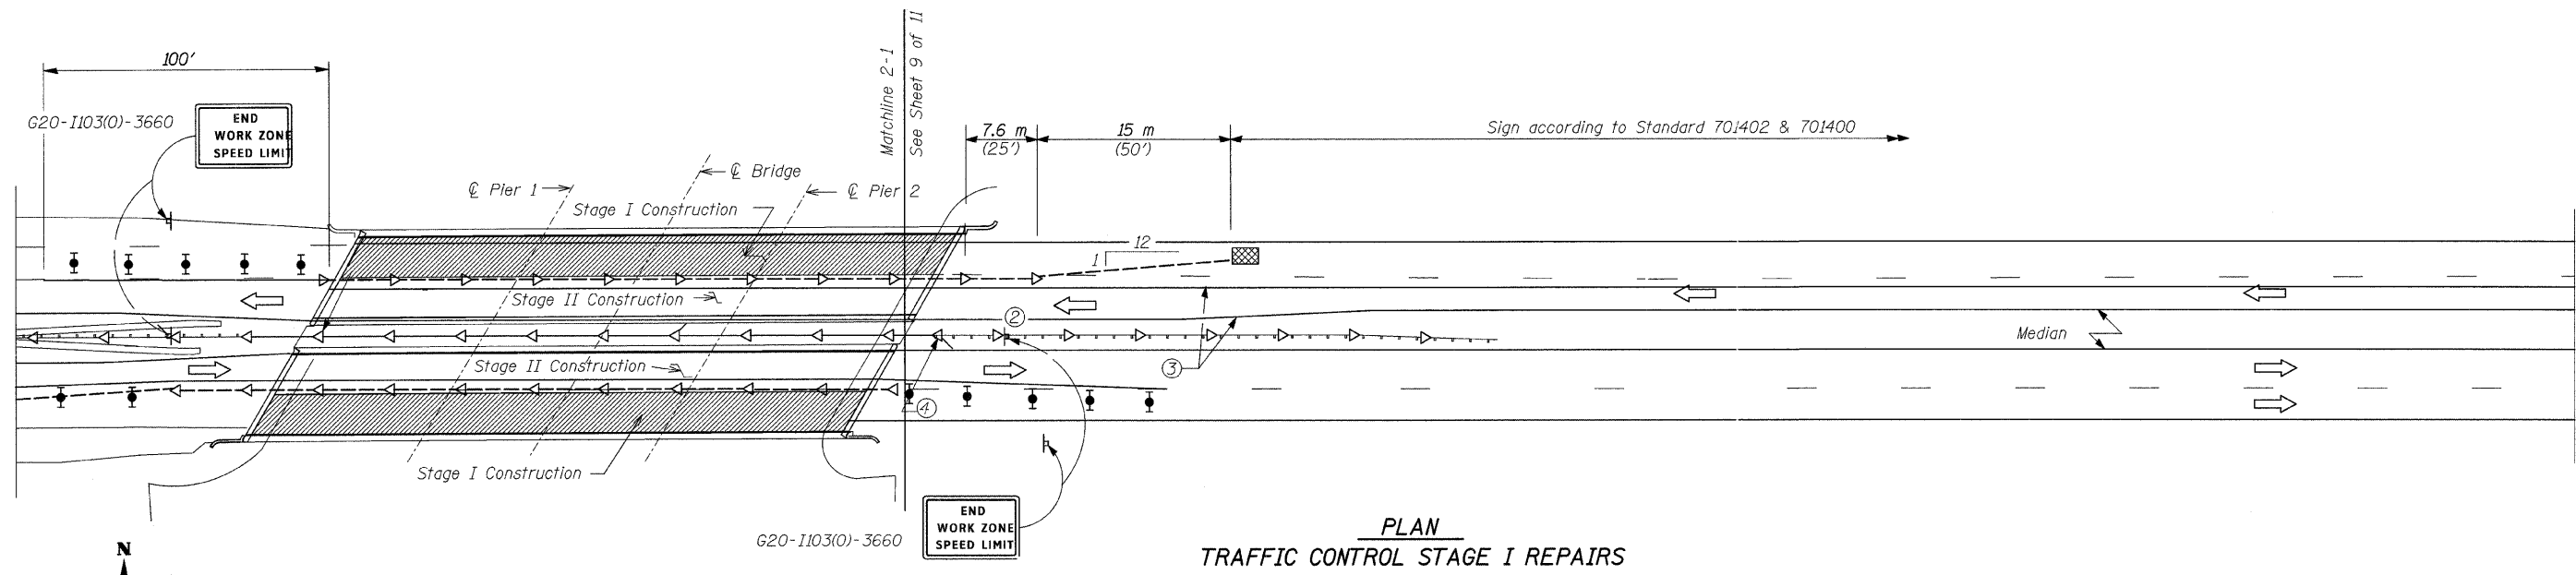 100'
G20-I103(0)-3660
END
WORK ZONE
SPEED LIMIT
Matchline 2-1
See Sheet 9 of 11
7.6 m
(25')
15 m
(50')
Sign according to Standard 701402 & 701400
℄ Pier 1
℄ Bridge
℄ Pier 2
Stage I Construction
12
1
Stage II Construction
2
Median
Stage II Construction
3
4
Stage I Construction
END
WORK ZONE
SPEED LIMIT
G20-I103(0)-3660
PLAN
TRAFFIC CONTROL STAGE I REPAIRS
N